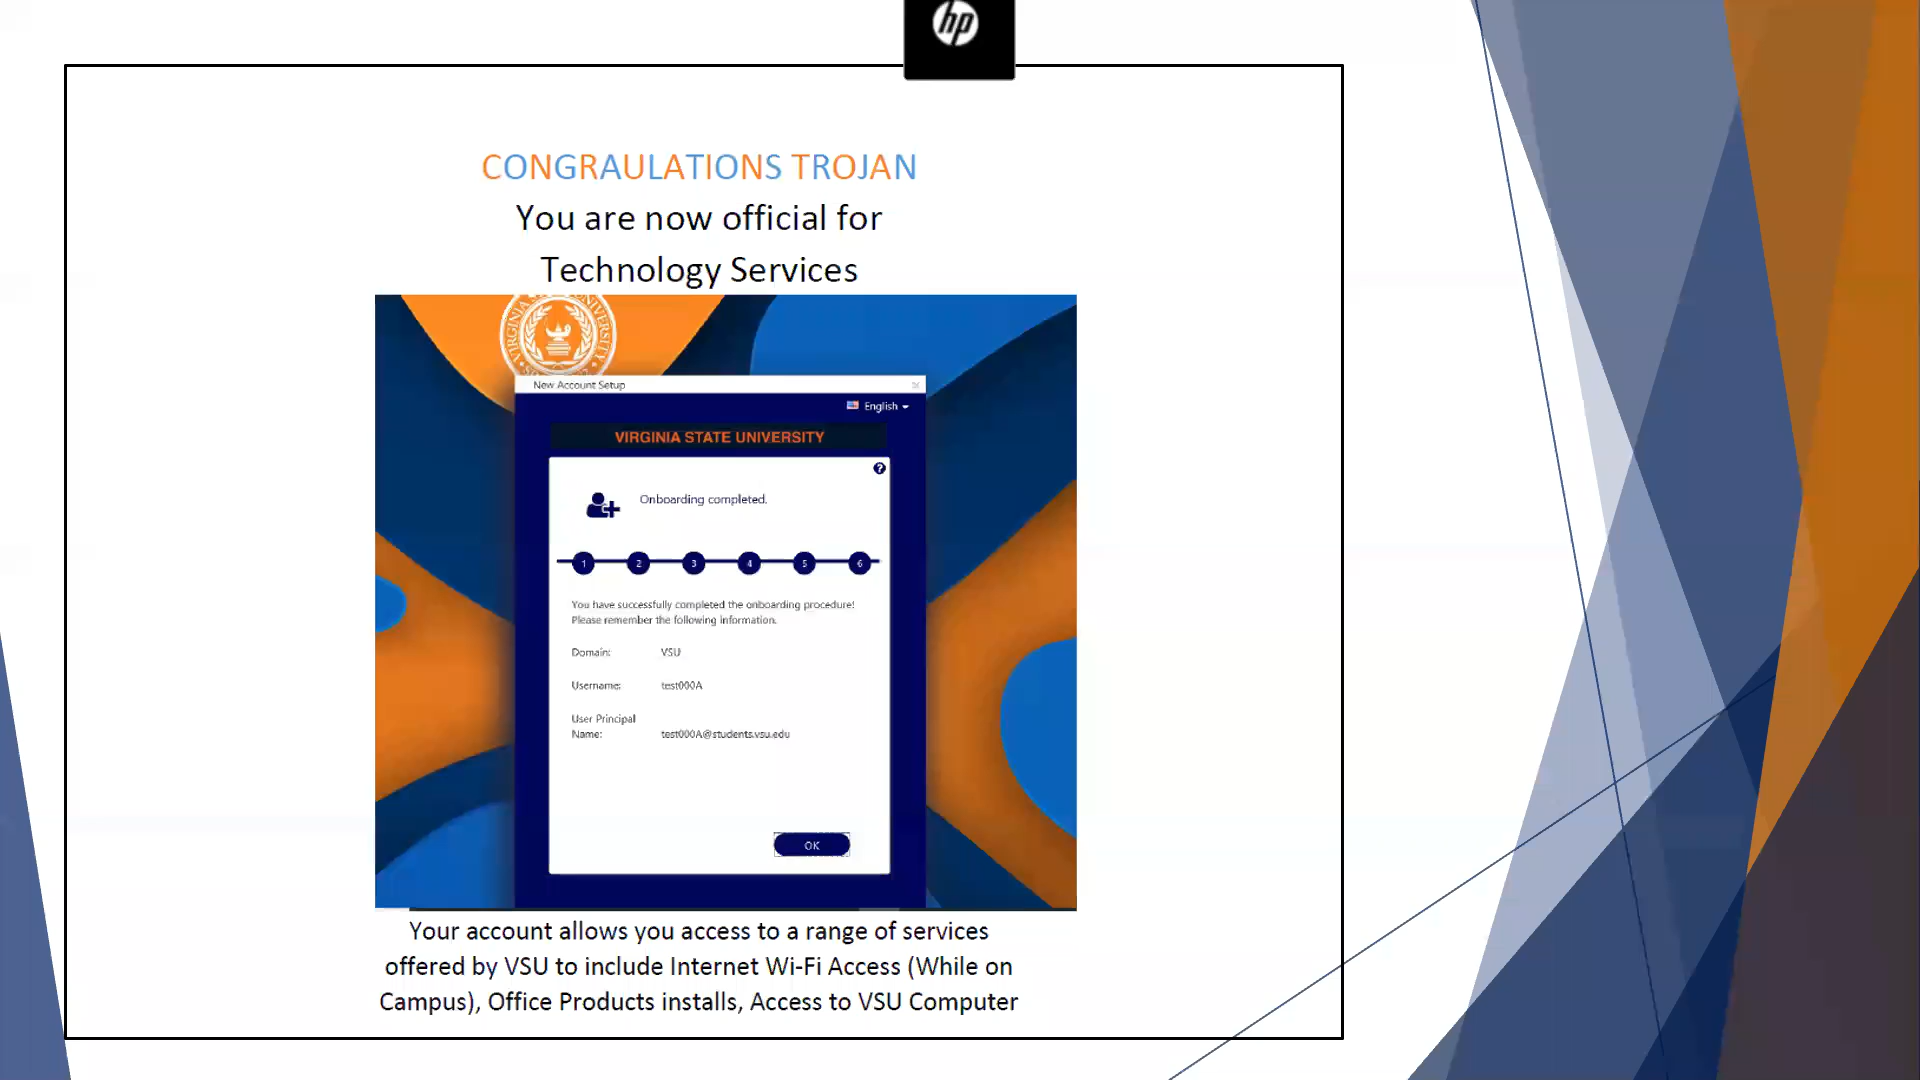 hp
CONGRAULATIONS TROJAN
You are now official for
Technology Services
VIRGINIA STATE UNIVERSITY
New Account Setup
English
VIRGINIA STATE UNIVERSITY
?
Onboarding completed.
1 2 3 4 5 6
You have successfully completed the onboarding procedure!
Please remember the following information.
Domain: VSU
Username: test000A
User Principal
Name: test000A@students.vsu.edu
OK
Your account allows you access to a range of services
offered by VSU to include Internet Wi-Fi Access (While on
Campus), Office Products installs, Access to VSU Computer